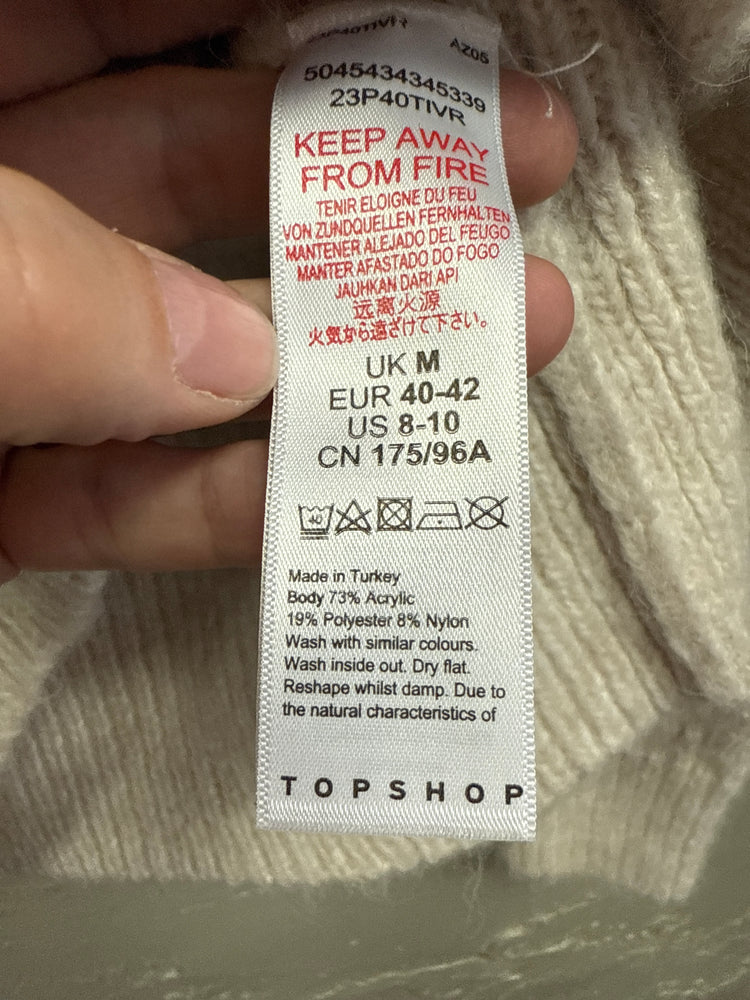 AZ05
5045434345339
23P40TIVR
KEEP AWAY
FROM FIRE
TENIR ELOIGNE DU FEU
VON ZUNDQUELLEN FERNHALTEN
MANTENER ALEJADO DEL FEUGO
MANTER AFASTADO DO FOGO
JAUHKAN DARI API
远离火源
火気から遠ざけて下さい。
UK M
EUR 40-42
US 8-10
CN 175/96A
40
Made in Turkey
Body 73% Acrylic
19% Polyester 8% Nylon
Wash with similar colours.
Wash inside out. Dry flat.
Reshape whilst damp. Due to
the natural characteristics of
TOPSHOP